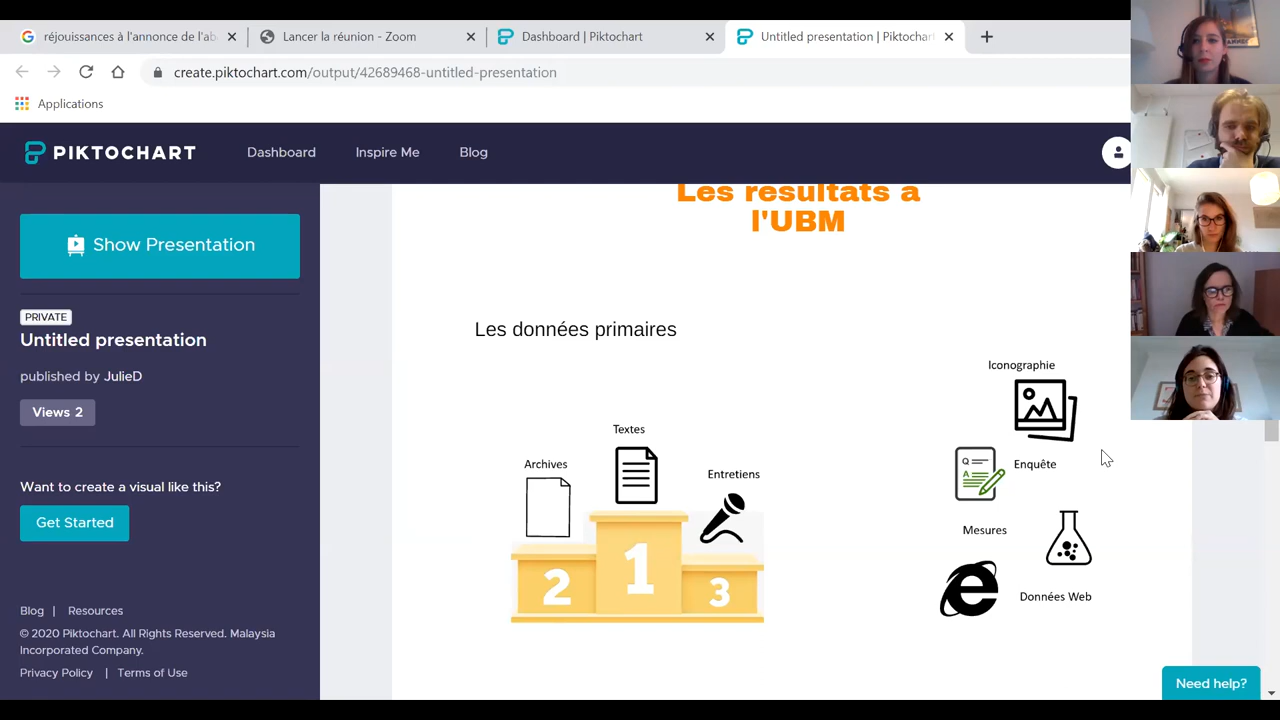 réjouissances à l'annonce de l'ab
Lancer la réunion - Zoom
Dashboard | Piktochart
Untitled presentation | Piktochart
create.piktochart.com/output/42689468-untitled-presentation
Applications
PIKTOCHART
Dashboard
Inspire Me
Blog
Show Presentation
PRIVATE
Untitled presentation
published by JulieD
Views 2
Want to create a visual like this?
Get Started
Blog | Resources
© 2020 Piktochart. All Rights Reserved. Malaysia
Incorporated Company.
Privacy Policy | Terms of Use
Les résultats à
l'UBM
Les données primaires
Textes
Archives
Entretiens
2
1
3
Iconographie
Q
A
Enquête
Mesures
Données Web
Need help?